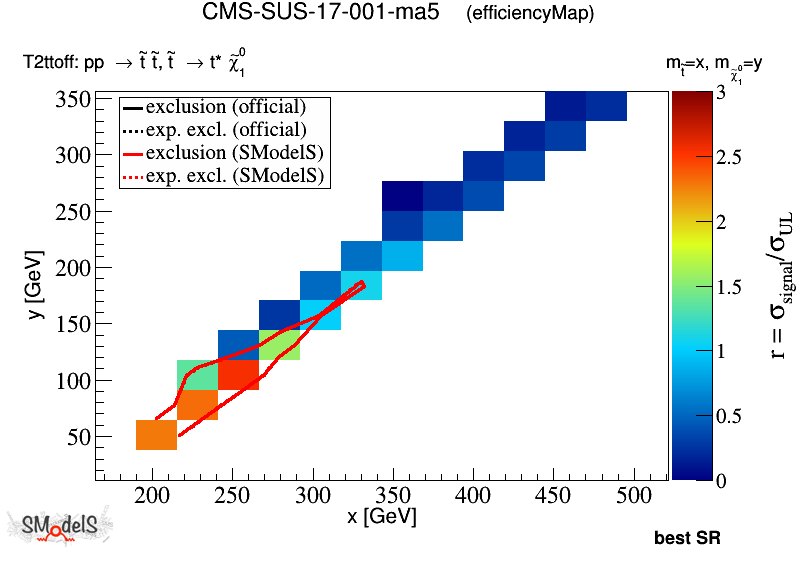 CMS-SUS-17-001-ma5 (efficiencyMap)
T2ttoff: pp → t̃ t̃, t̃ → t* χ̃₁⁰
m_t̃=x, m_χ̃₁⁰=y
exclusion (official)
exp. excl. (official)
exclusion (SModelS)
exp. excl. (SModelS)
350
300
250
200
150
100
50
y [GeV]
200 250 300 350 400 450 500
x [GeV]
3
2.5
2
1.5
1
0.5
0
r = σ_signal/σ_UL
SModelS
best SR